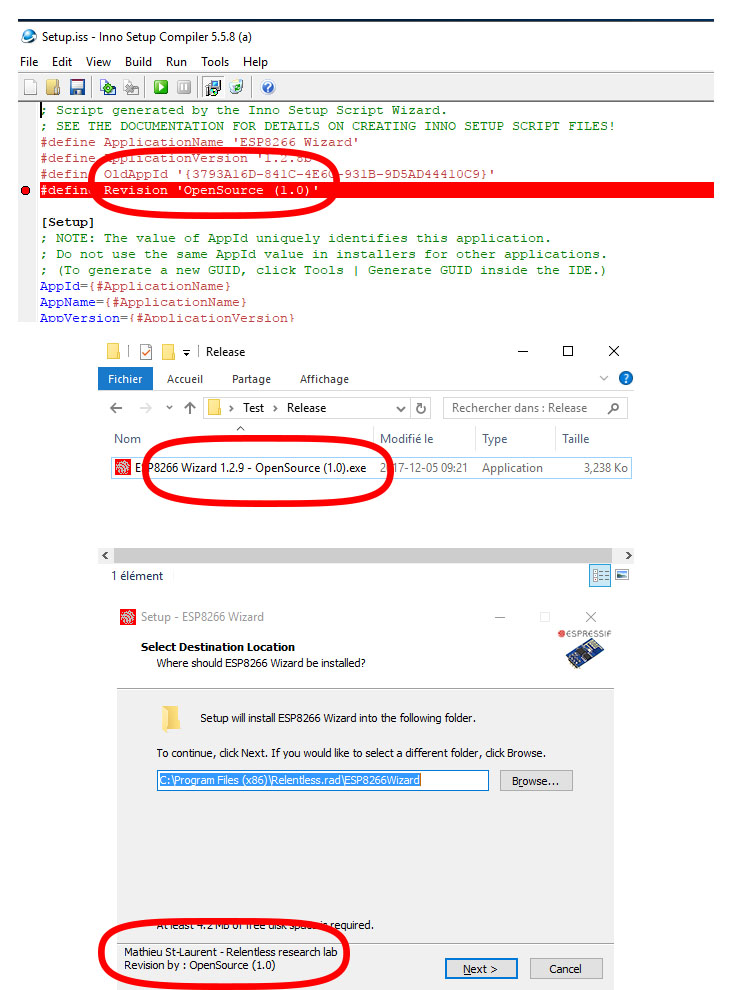 Setup.iss - Inno Setup Compiler 5.5.8 (a)
File Edit View Build Run Tools Help
; Script generated by the Inno Setup Script Wizard.
; SEE THE DOCUMENTATION FOR DETAILS ON CREATING INNO SETUP SCRIPT FILES!
#define ApplicationName 'ESP8266 Wizard'
#define ApplicationVersion '1.2.8b'
#define OldAppId '{3793A16D-841C-4E60-931B-9D5AD44410C9}'
#define Revision 'OpenSource (1.0)'
[Setup]
; NOTE: The value of AppId uniquely identifies this application.
; Do not use the same AppId value in installers for other applications.
; (To generate a new GUID, click Tools | Generate GUID inside the IDE.)
AppId={#ApplicationName}
AppName={#ApplicationName}
AppVersion={#ApplicationVersion}
Release
Fichier Accueil Partage Affichage
Test > Release Rechercher dans : Release
Nom Modifié le Type Taille
ESP8266 Wizard 1.2.9 - OpenSource (1.0).exe 2017-12-05 09:21 Application 3,238 Ko
1 élément
Setup - ESP8266 Wizard
ESPRESSIF
Select Destination Location
Where should ESP8266 Wizard be installed?
Setup will install ESP8266 Wizard into the following folder.
To continue, click Next. If you would like to select a different folder, click Browse.
C:\Program Files (x86)\Relentless.rad\ESP8266Wizard Browse...
At least 4.2 MB of free disk space is required.
Mathieu St-Laurent - Relentless research lab
Revision by : OpenSource (1.0)
Next > Cancel